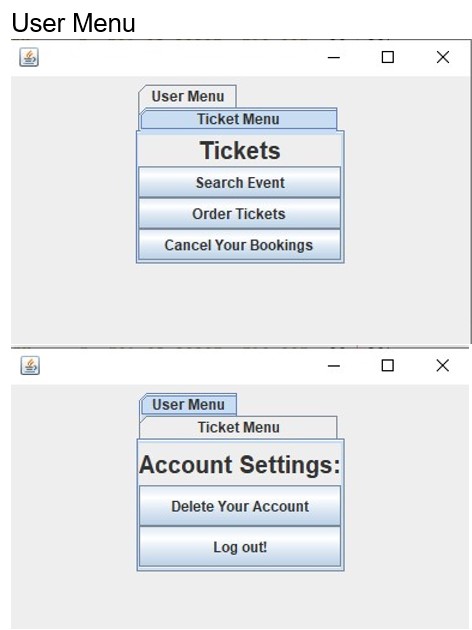 User Menu
User Menu
Ticket Menu
Tickets
Search Event
Order Tickets
Cancel Your Bookings
User Menu
Ticket Menu
Account Settings:
Delete Your Account
Log out!